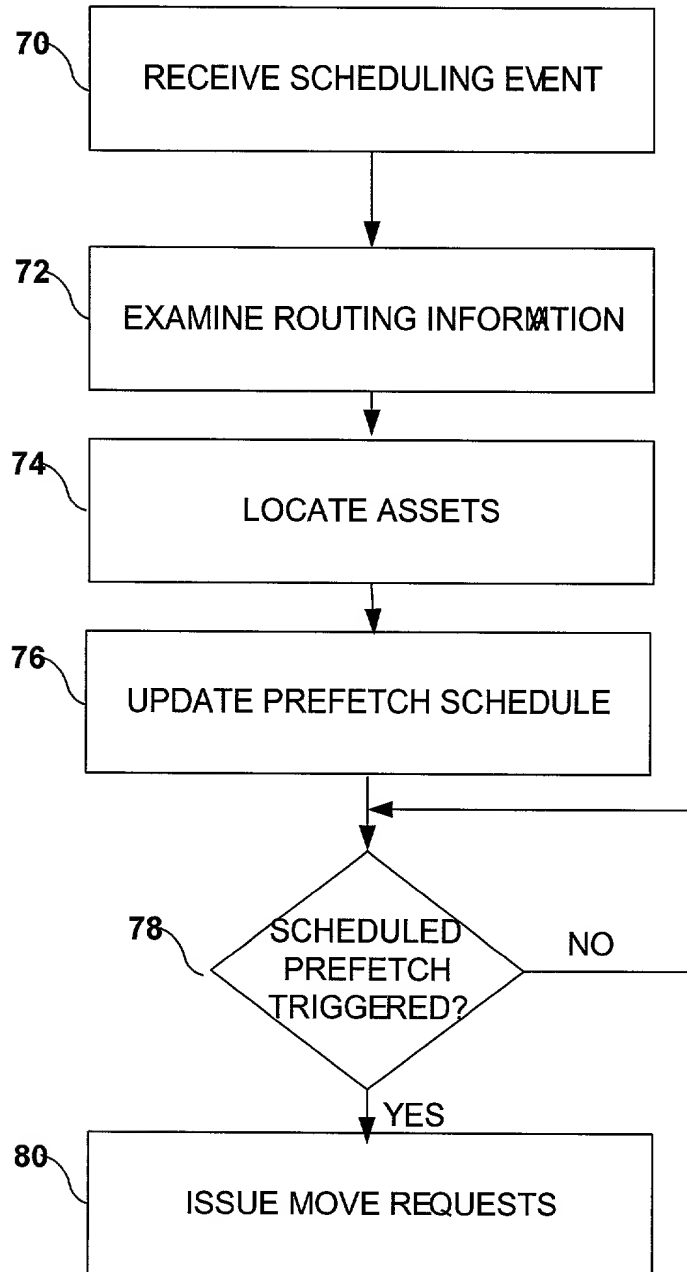 70
RECEIVE SCHEDULING EVENT
72
EXAMINE ROUTING INFORMATION
74
LOCATE ASSETS
76
UPDATE PREFETCH SCHEDULE
78
SCHEDULED
PREFETCH
TRIGGERED?
NO
YES
80
ISSUE MOVE REQUESTS